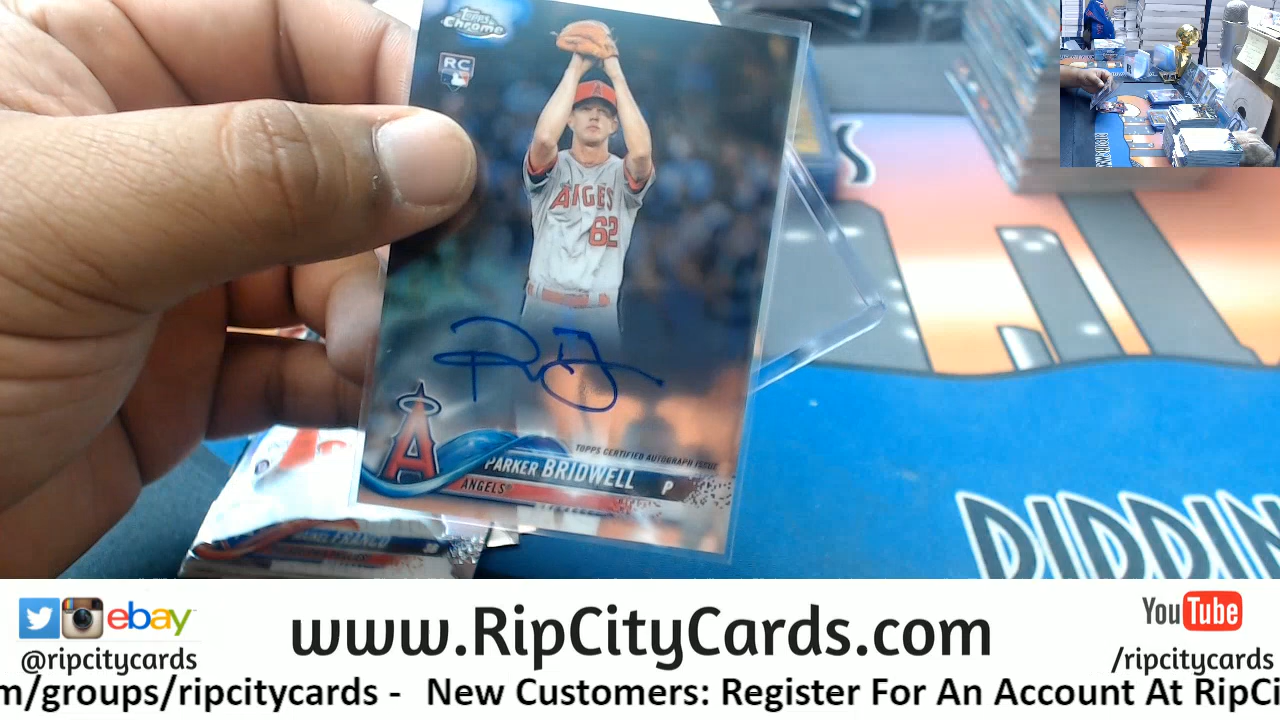 Topps
Chrome
RC
A
ANGELS
62
A
TOPPS CERTIFIED AUTOGRAPH ISSUE
PARKER BRIDWELL P
ANGELS
FRANCO
ebay
@ripcitycards
www.RipCityCards.com
YouTube
/ripcitycards
m/groups/ripcitycards - New Customers: Register For An Account At RipCi